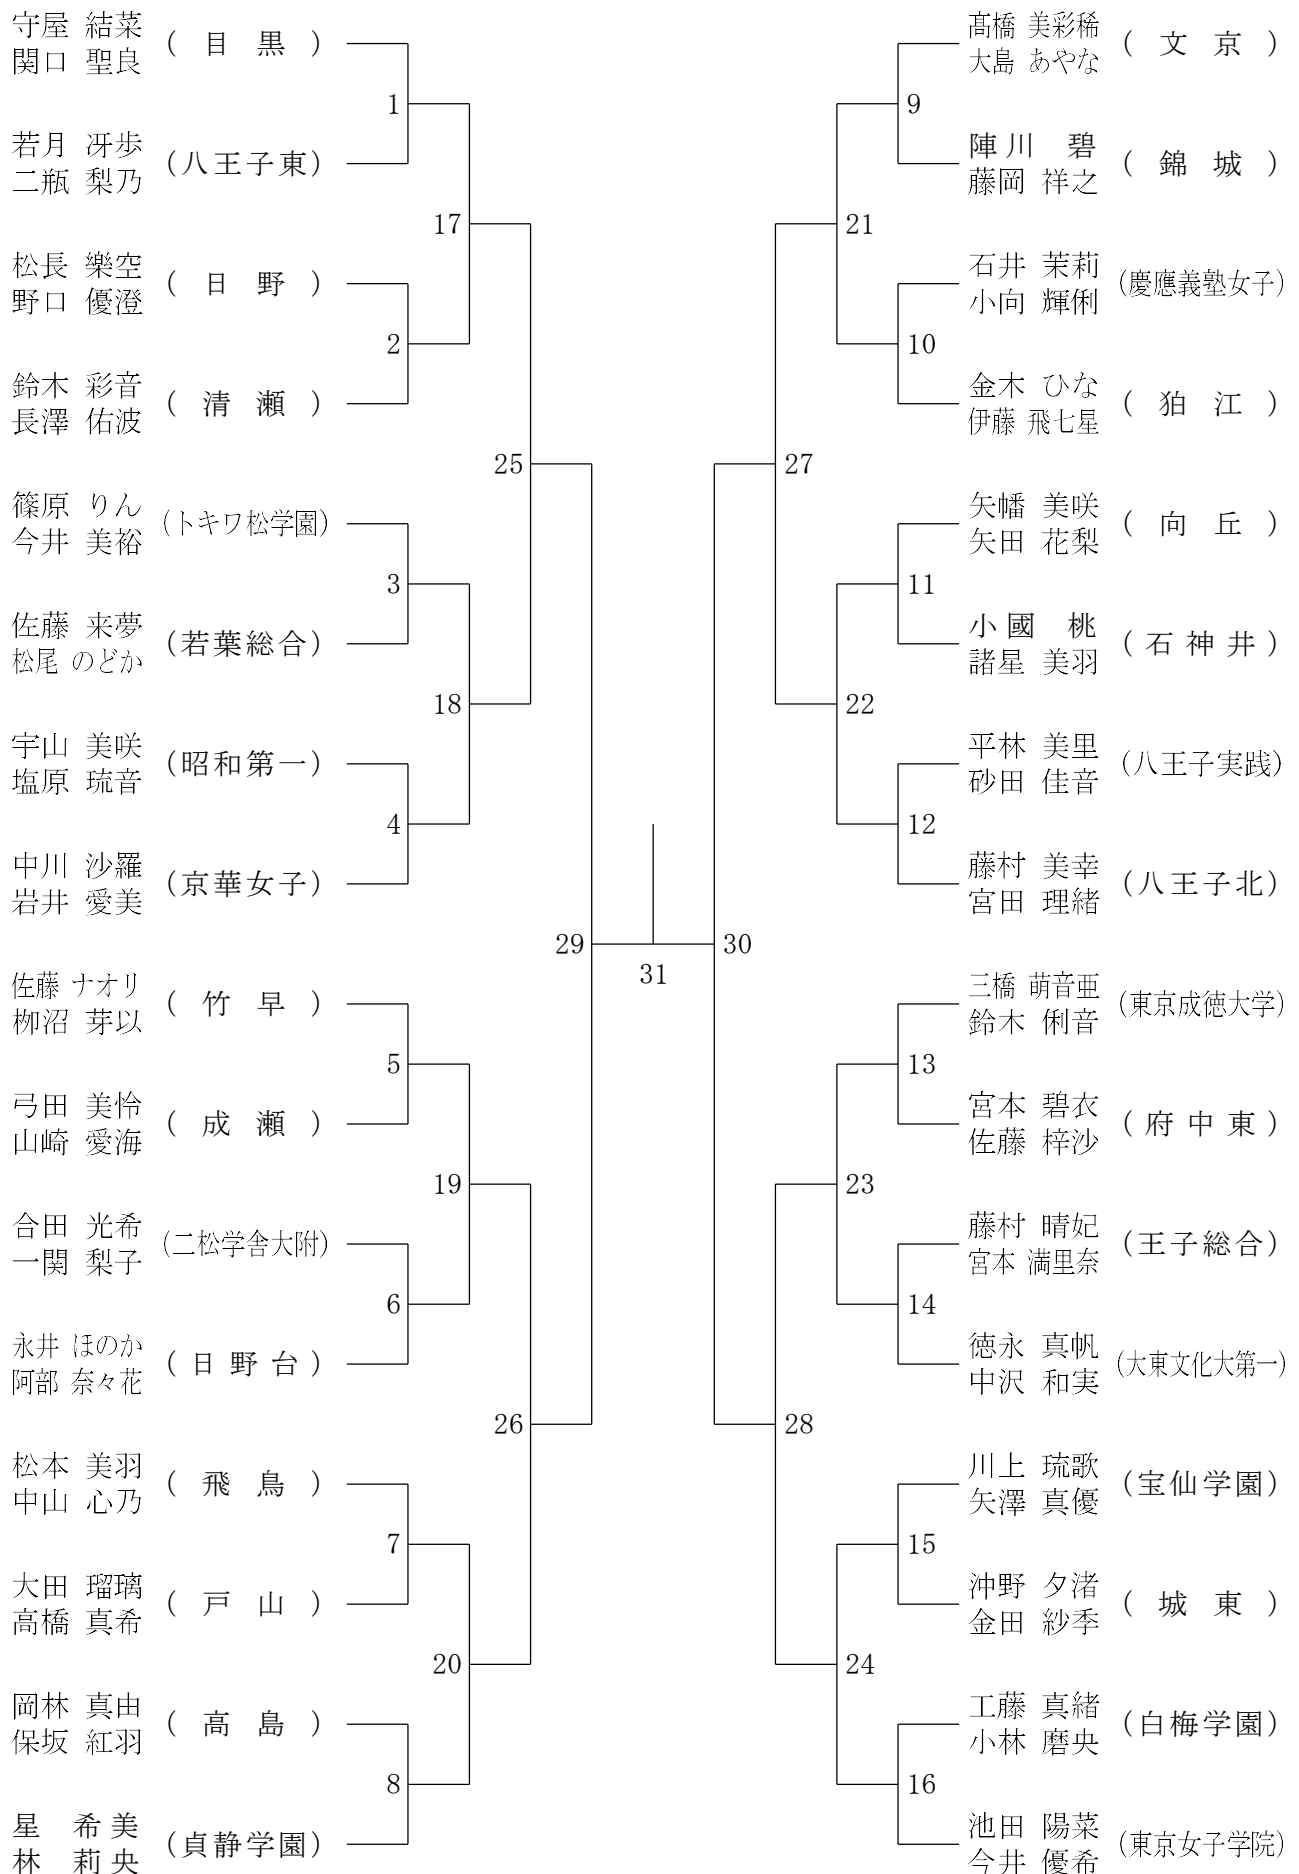 守屋 結菜
関口 聖良
( 目 黒 )
1
若月 冴歩
二瓶 梨乃
(八王子東)
17
松長 樂空
野口 優澄
( 日 野 )
2
鈴木 彩音
長澤 佑波
( 清 瀬 )
25
篠原 りん
今井 美裕
(トキワ松学園)
3
佐藤 来夢
松尾 のどか
(若葉総合)
18
宇山 美咲
塩原 琉音
(昭和第一)
4
中川 沙羅
岩井 愛美
(京華女子)
29
佐藤 ナオリ
栁沼 芽以
( 竹 早 )
5
弓田 美怜
山崎 愛海
( 成 瀬 )
19
合田 光希
一関 梨子
(二松学舎大附)
6
永井 ほのか
阿部 奈々花
( 日 野 台 )
26
松本 美羽
中山 心乃
( 飛 鳥 )
7
大田 瑠璃
高橋 真希
( 戸 山 )
20
岡林 真由
保坂 紅羽
( 高 島 )
8
星 希美
林 莉央
(貞静学園)
31
髙橋 美彩稀
大島 あやな
( 文 京 )
9
陣川 碧
藤岡 祥之
( 錦 城 )
21
石井 茉莉
小向 輝俐
(慶應義塾女子)
10
金木 ひな
伊藤 飛七星
( 狛 江 )
27
矢幡 美咲
矢田 花梨
( 向 丘 )
11
小國 桃
諸星 美羽
( 石 神 井 )
22
平林 美里
砂田 佳音
(八王子実践)
12
藤村 美幸
宮田 理緒
(八王子北)
30
三橋 萌音亜
鈴木 俐音
(東京成徳大学)
13
宮本 碧衣
佐藤 梓沙
( 府 中 東 )
23
藤村 晴妃
宮本 満里奈
(王子総合)
14
徳永 真帆
中沢 和実
(大東文化大第一)
28
川上 琉歌
矢澤 真優
(宝仙学園)
15
沖野 夕渚
金田 紗季
( 城 東 )
24
工藤 真緒
小林 磨央
(白梅学園)
16
池田 陽菜
今井 優希
(東京女子学院)